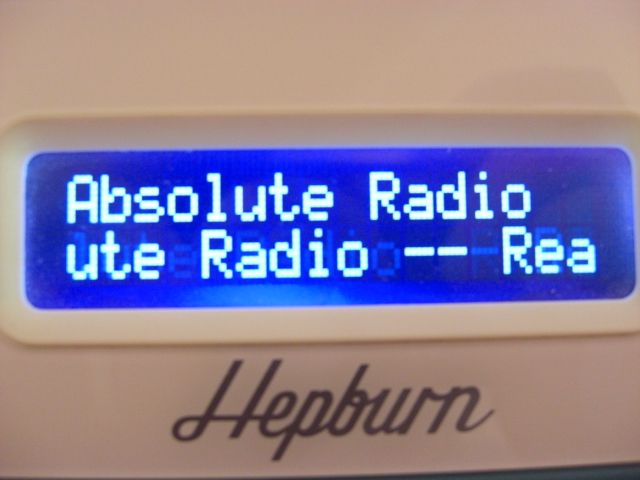 Absolute Radio
ute Radio -- Rea
Hepburn